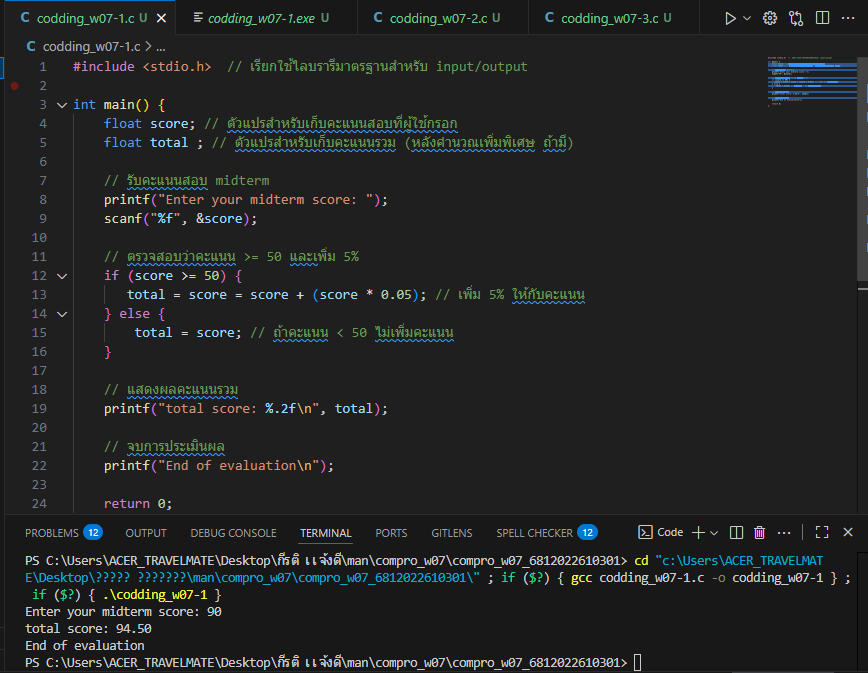 codding_w07-1.c U codding_w07-1.exe U codding_w07-2.c U codding_w07-3.c U
codding_w07-1.c > ...
1 #include <stdio.h>  // เรียกใช้ไลบรารีมาตรฐานสำหรับ input/output
2
3 int main() {
4     float score; // ตัวแปรสำหรับเก็บคะแนนสอบที่ผู้ใช้กรอก
5     float total ; // ตัวแปรสำหรับเก็บคะแนนรวม (หลังคำนวณเพิ่มพิเศษ ถ้ามี)
6
7     // รับคะแนนสอบ midterm
8     printf("Enter your midterm score: ");
9     scanf("%f", &score);
10
11     // ตรวจสอบว่าคะแนน >= 50 และเพิ่ม 5%
12     if (score >= 50) {
13        total = score = score + (score * 0.05); // เพิ่ม 5% ให้กับคะแนน
14     } else {
15         total = score; // ถ้าคะแนน < 50 ไม่เพิ่มคะแนน
16     }
17
18     // แสดงผลคะแนนรวม
19     printf("total score: %.2f\n", total);
20
21     // จบการประเมินผล
22     printf("End of evaluation\n");
23
24     return 0;
PROBLEMS 12 OUTPUT DEBUG CONSOLE TERMINAL PORTS GITLENS SPELL CHECKER 12 Code
PS C:\Users\ACER_TRAVELMATE\Desktop\กีรติ เเจ้งดี\man\compro_w07\compro_w07_6812022610301> cd "c:\Users\ACER_TRAVELMAT
E\Desktop\????? ???????\man\compro_w07\compro_w07_6812022610301\" ; if ($?) { gcc codding_w07-1.c -o codding_w07-1 } ;
if ($?) { .\codding_w07-1 }
Enter your midterm score: 90
total score: 94.50
End of evaluation
PS C:\Users\ACER_TRAVELMATE\Desktop\กีรติ เเจ้งดี\man\compro_w07\compro_w07_6812022610301>